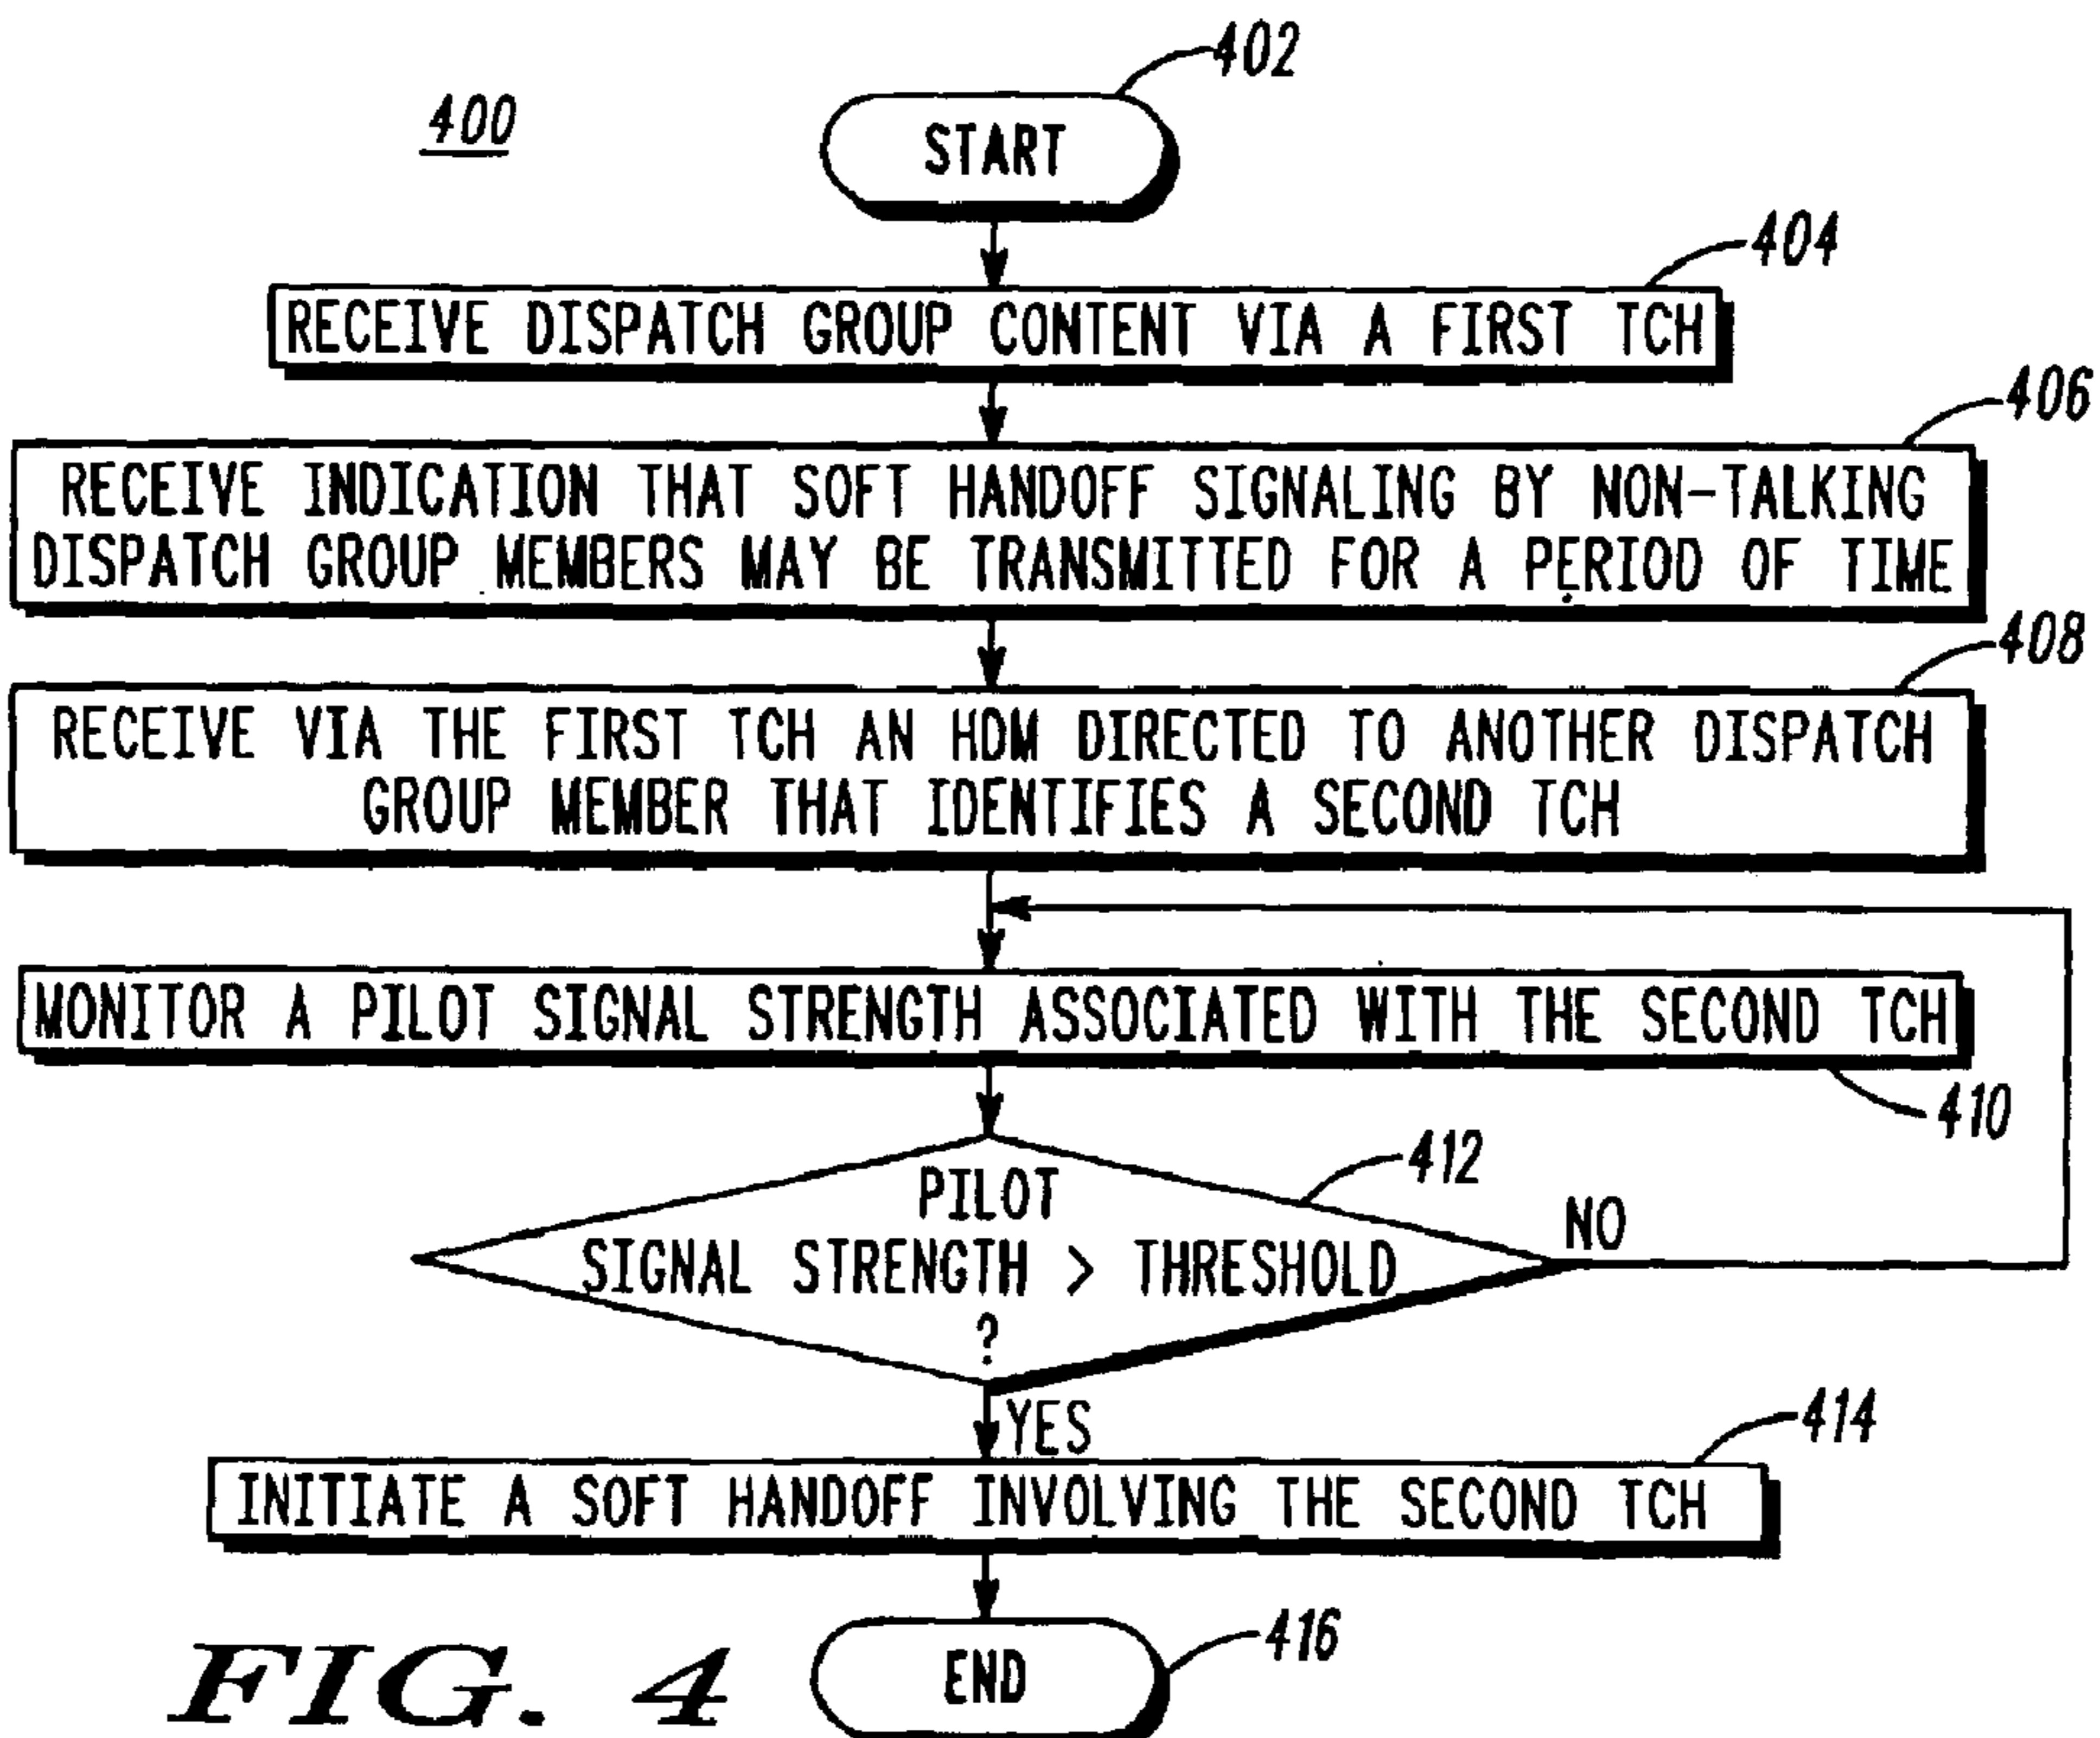 402
400
START
404
RECEIVE DISPATCH GROUP CONTENT VIA A FIRST TCH
406
RECEIVE INDICATION THAT SOFT HANDOFF SIGNALING BY NON-TALKING
DISPATCH GROUP MEMBERS MAY BE TRANSMITTED FOR A PERIOD OF TIME
408
RECEIVE VIA THE FIRST TCH AN HDM DIRECTED TO ANOTHER DISPATCH
GROUP MEMBER THAT IDENTIFIES A SECOND TCH
MONITOR A PILOT SIGNAL STRENGTH ASSOCIATED WITH THE SECOND TCH
410
412
PILOT
SIGNAL STRENGTH > THRESHOLD
?
NO
YES
414
INITIATE A SOFT HANDOFF INVOLVING THE SECOND TCH
416
END
FIG. 4